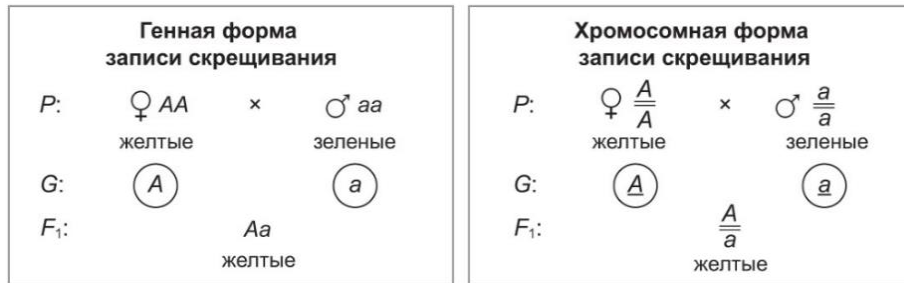 Генная форма
записи скрещивания
P: ♀ AA × ♂ aa
желтые зеленые
G: A a
F₁: Aa
желтые
Хромосомная форма
записи скрещивания
P: ♀ A/A × ♂ a/a
желтые зеленые
G: A a
F₁: A/a
желтые